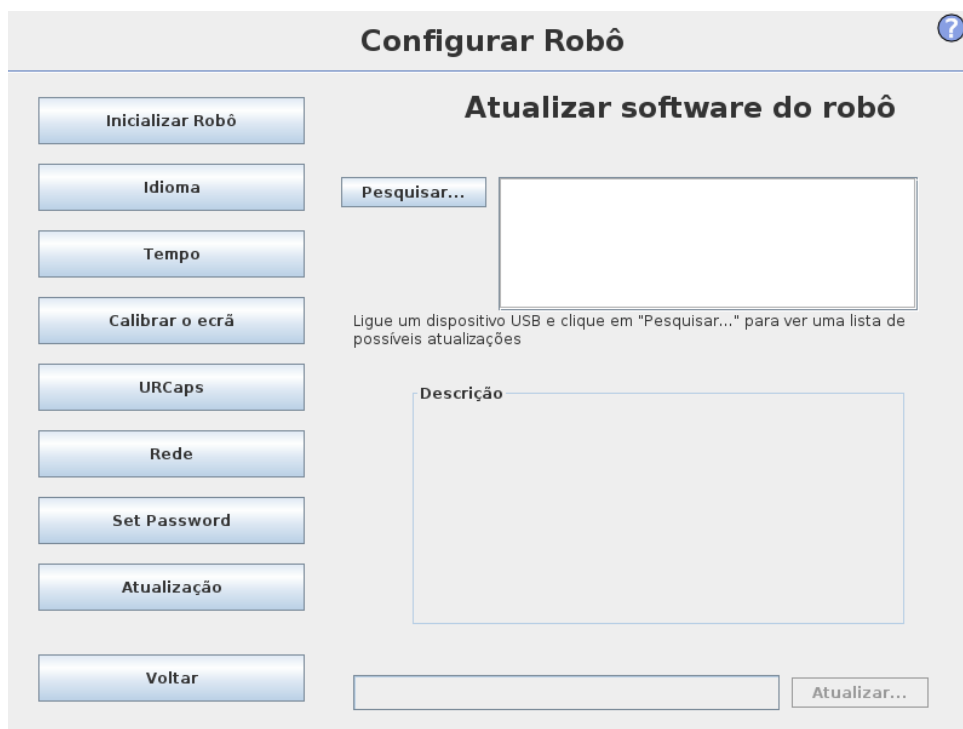 Configurar Robô
?
Inicializar Robô
Idioma
Tempo
Calibrar o ecrã
URCaps
Rede
Set Password
Atualização
Voltar
Atualizar software do robô
Pesquisar...
Ligue um dispositivo USB e clique em "Pesquisar..." para ver uma lista de
possíveis atualizações
Descrição
Atualizar...